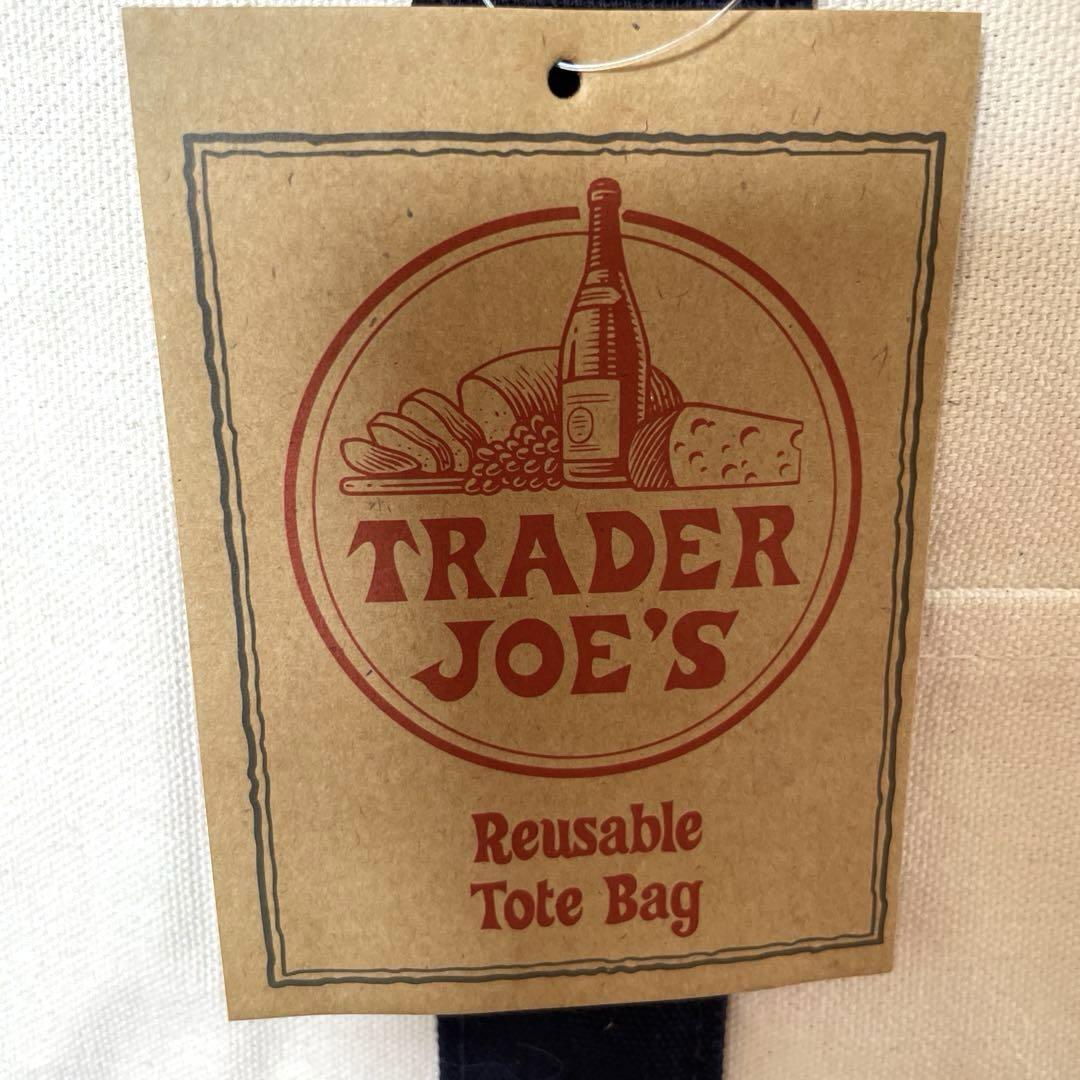 TRADER
JOE'S
Reusable
Tote Bag